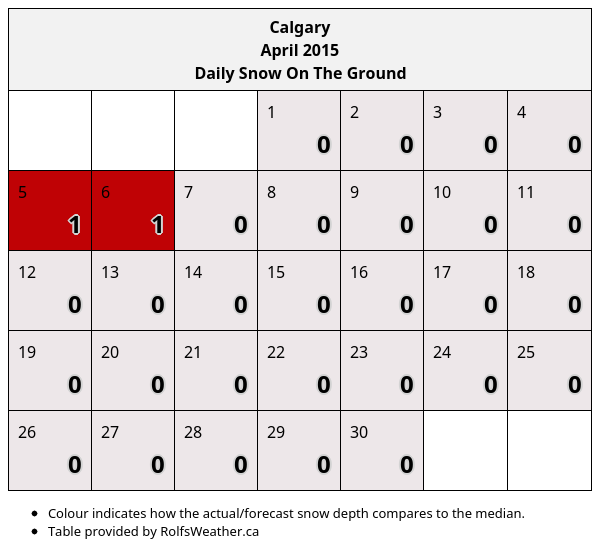 Calgary
April 2015
Daily Snow On The Ground
1 2 3 4
0 0 0 0
5 6 7 8 9 10 11
1 1 0 0 0 0 0
12 13 14 15 16 17 18
0 0 0 0 0 0 0
19 20 21 22 23 24 25
0 0 0 0 0 0 0
26 27 28 29 30
0 0 0 0 0
• Colour indicates how the actual/forecast snow depth compares to the median.
• Table provided by RolfsWeather.ca